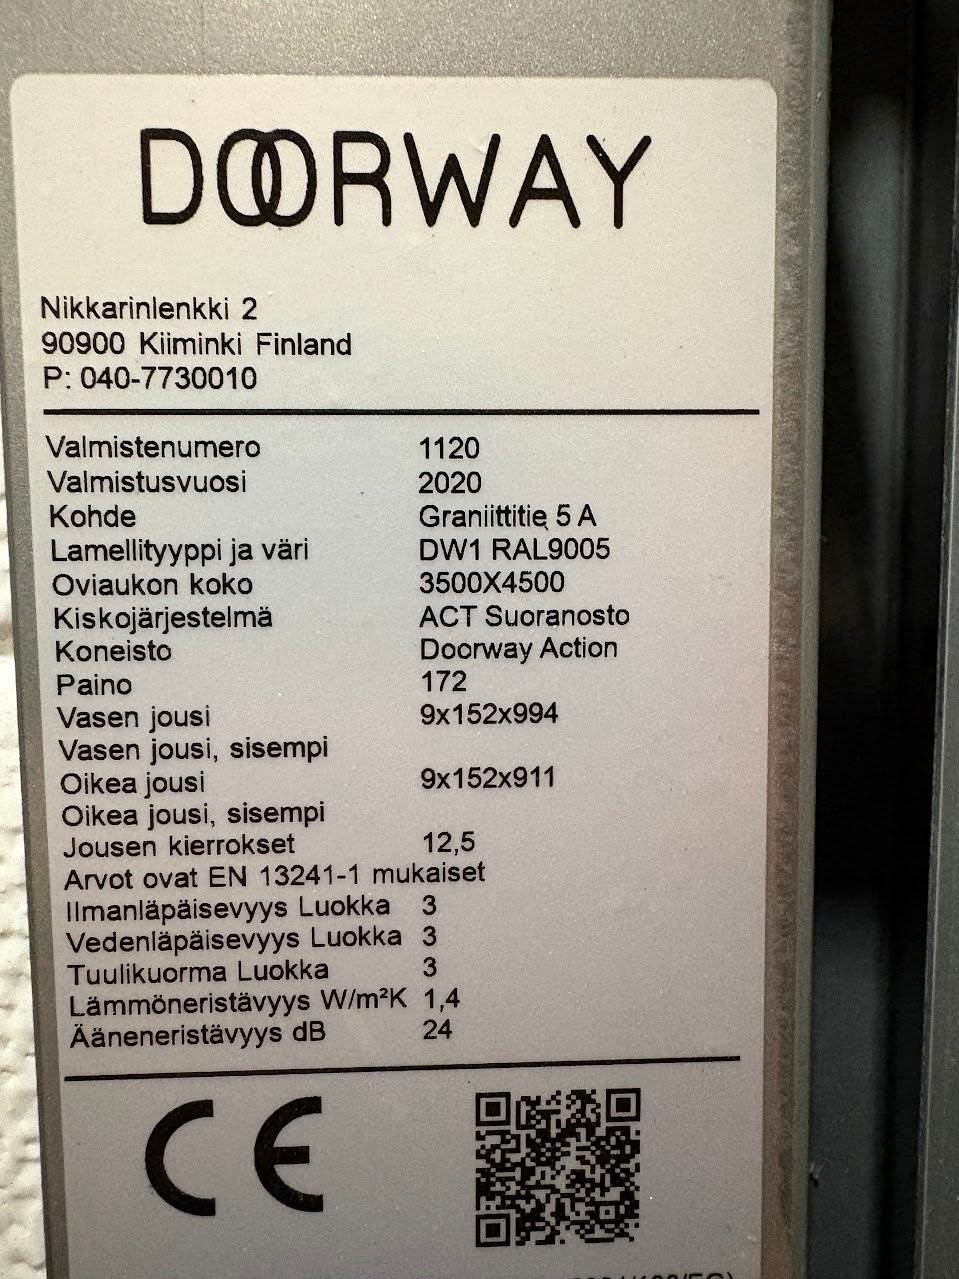 DOORWAY
Nikkarinlenkki 2
90900 Kiiminki Finland
P: 040-7730010
Valmistenumero 1120
Valmistusvuosi 2020
Kohde Graniittitie 5 A
Lamellityyppi ja väri DW1 RAL9005
Oviaukon koko 3500X4500
Kiskojärjestelmä ACT Suoranosto
Koneisto Doorway Action
Paino 172
Vasen jousi 9x152x994
Vasen jousi, sisempi
Oikea jousi 9x152x911
Oikea jousi, sisempi
Jousen kierrokset 12,5
Arvot ovat EN 13241-1 mukaiset
Ilmanläpäisevyys Luokka 3
Vedenläpäisevyys Luokka 3
Tuulikuorma Luokka 3
Lämmöneristävyys W/m²K 1,4
Ääneneristävyys dB 24
CE